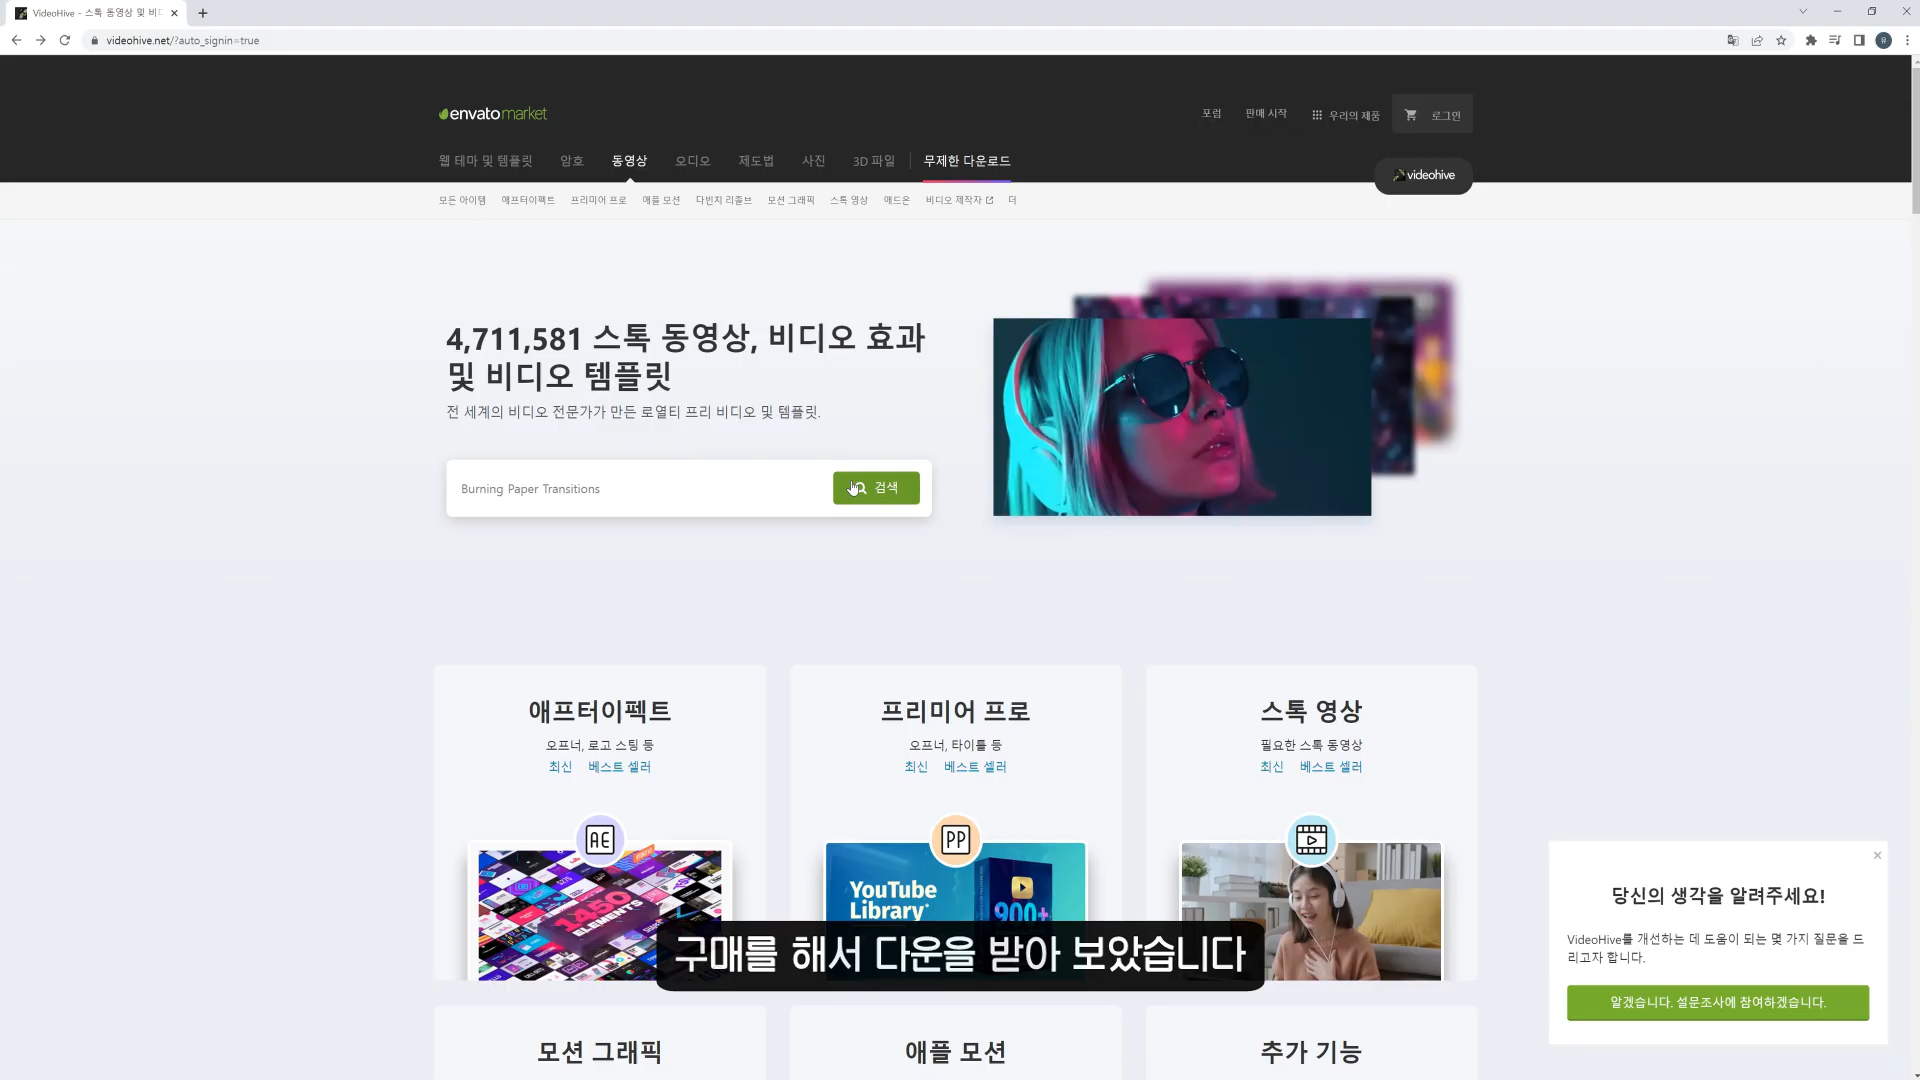 VideoHive - 스톡 동영상 및 비디
videohive.net/?auto_signin=true
envatomarket
포럼
판매 시작
우리의 제품
로그인
웹 테마 및 템플릿
암호
동영상
오디오
제도법
사진
3D 파일
무제한 다운로드
videohive
모든 아이템
애프터이펙트
프리미어 프로
애플 모션
다빈치 리졸브
모션 그래픽
스톡 영상
애드온
비디오 제작자
더
4,711,581 스톡 동영상, 비디오 효과
및 비디오 템플릿
전 세계의 비디오 전문가가 만든 로열티 프리 비디오 및 템플릿.
Burning Paper Transitions
검색
애프터이펙트
오프너, 로고 스팅 등
최신 베스트 셀러
AE
1450
ELEMENTS
프리미어 프로
오프너, 타이틀 등
최신 베스트 셀러
PP
YouTube
Library
900+
스톡 영상
필요한 스톡 동영상
최신 베스트 셀러
구매를 해서 다운을 받아 보았습니다
모션 그래픽
애플 모션
추가 기능
당신의 생각을 알려주세요!
VideoHive를 개선하는 데 도움이 되는 몇 가지 질문을 드
리고자 합니다.
알겠습니다. 설문조사에 참여하겠습니다.